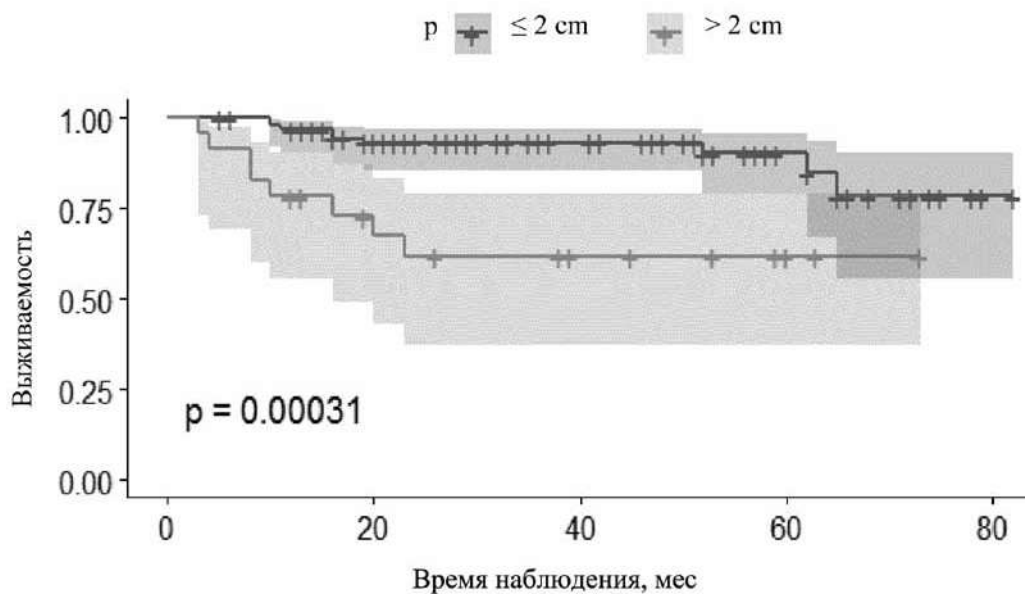 p ≤ 2 cm > 2 cm
Выживаемость
1.00
0.75
0.50
0.25
0.00
p = 0.00031
0 20 40 60 80
Время наблюдения, мес